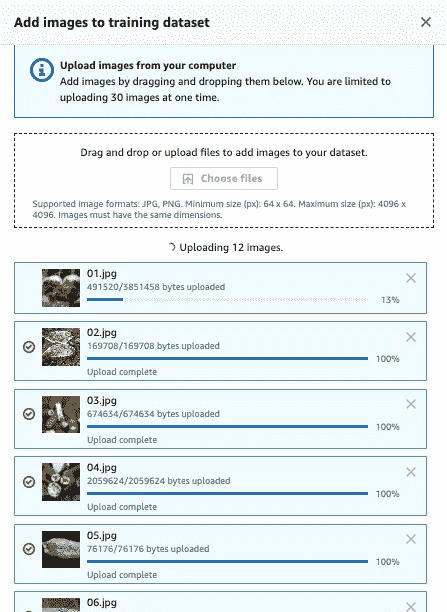 Add images to training dataset
Upload images from your computer
Add images by dragging and dropping them below. You are limited to
uploading 30 images at one time.
Drag and drop or upload files to add images to your dataset.
Choose files
Supported image formats: JPG, PNG. Minimum size (px): 64 x 64. Maximum size (px): 4096 x
4096. Images must have the same dimensions.
Uploading 12 images.
01.jpg
491520/3851458 bytes uploaded
13%
02.jpg
169708/169708 bytes uploaded
100%
Upload complete
03.jpg
674634/674634 bytes uploaded
100%
Upload complete
04.jpg
2059624/2059624 bytes uploaded
100%
Upload complete
05.jpg
76176/76176 bytes uploaded
100%
Upload complete
06.jpg